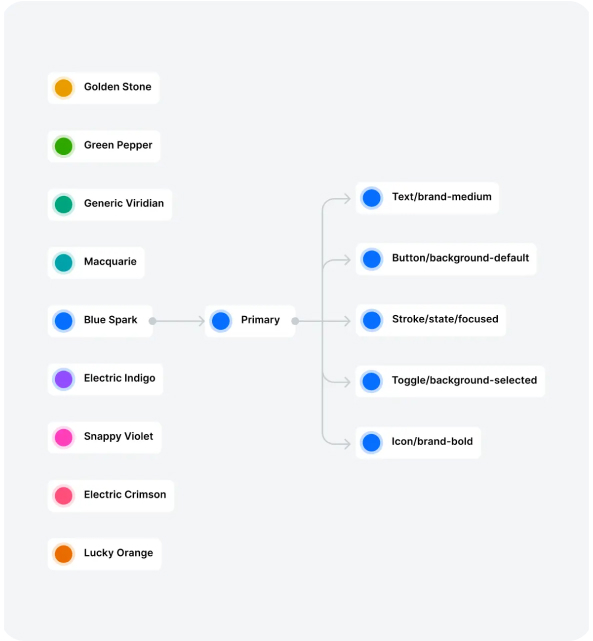 Golden Stone
Green Pepper
Generic Viridian
Macquarie
Blue Spark
Electric Indigo
Snappy Violet
Electric Crimson
Lucky Orange
Primary
Text/brand-medium
Button/background-default
Stroke/state/focused
Toggle/background-selected
Icon/brand-bold